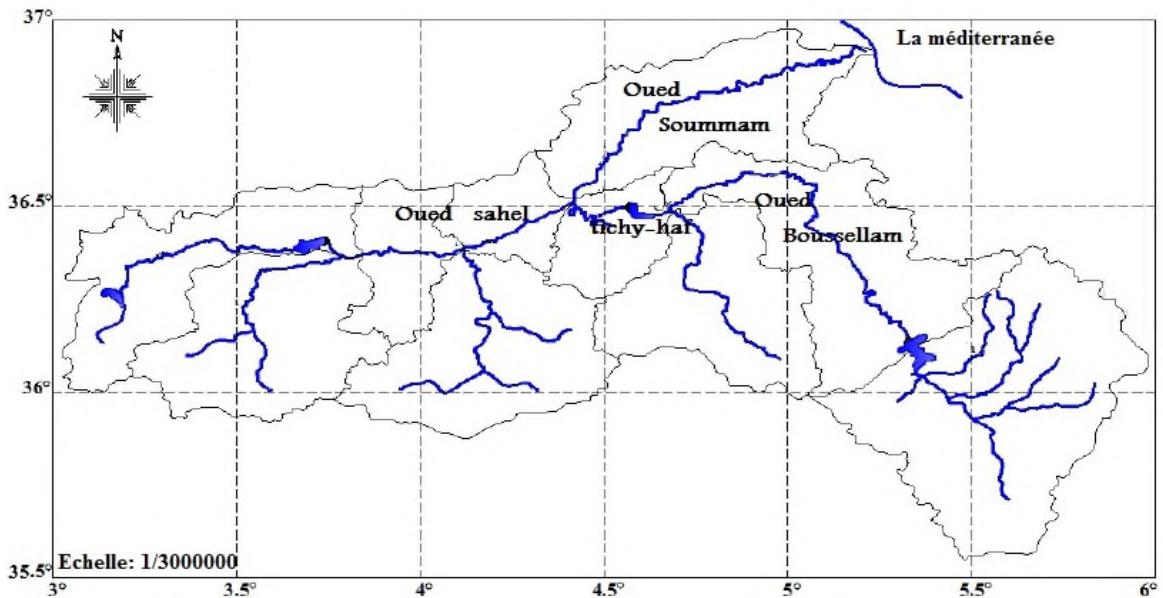 37°
N
La méditerranée
Oued
Soummam
36.5°
Oued sahel
tichy-haf
Oued
Boussellam
36°
Echelle: 1/3000000
35.5°
3° 3.5° 4° 4.5° 5° 5.5° 6°